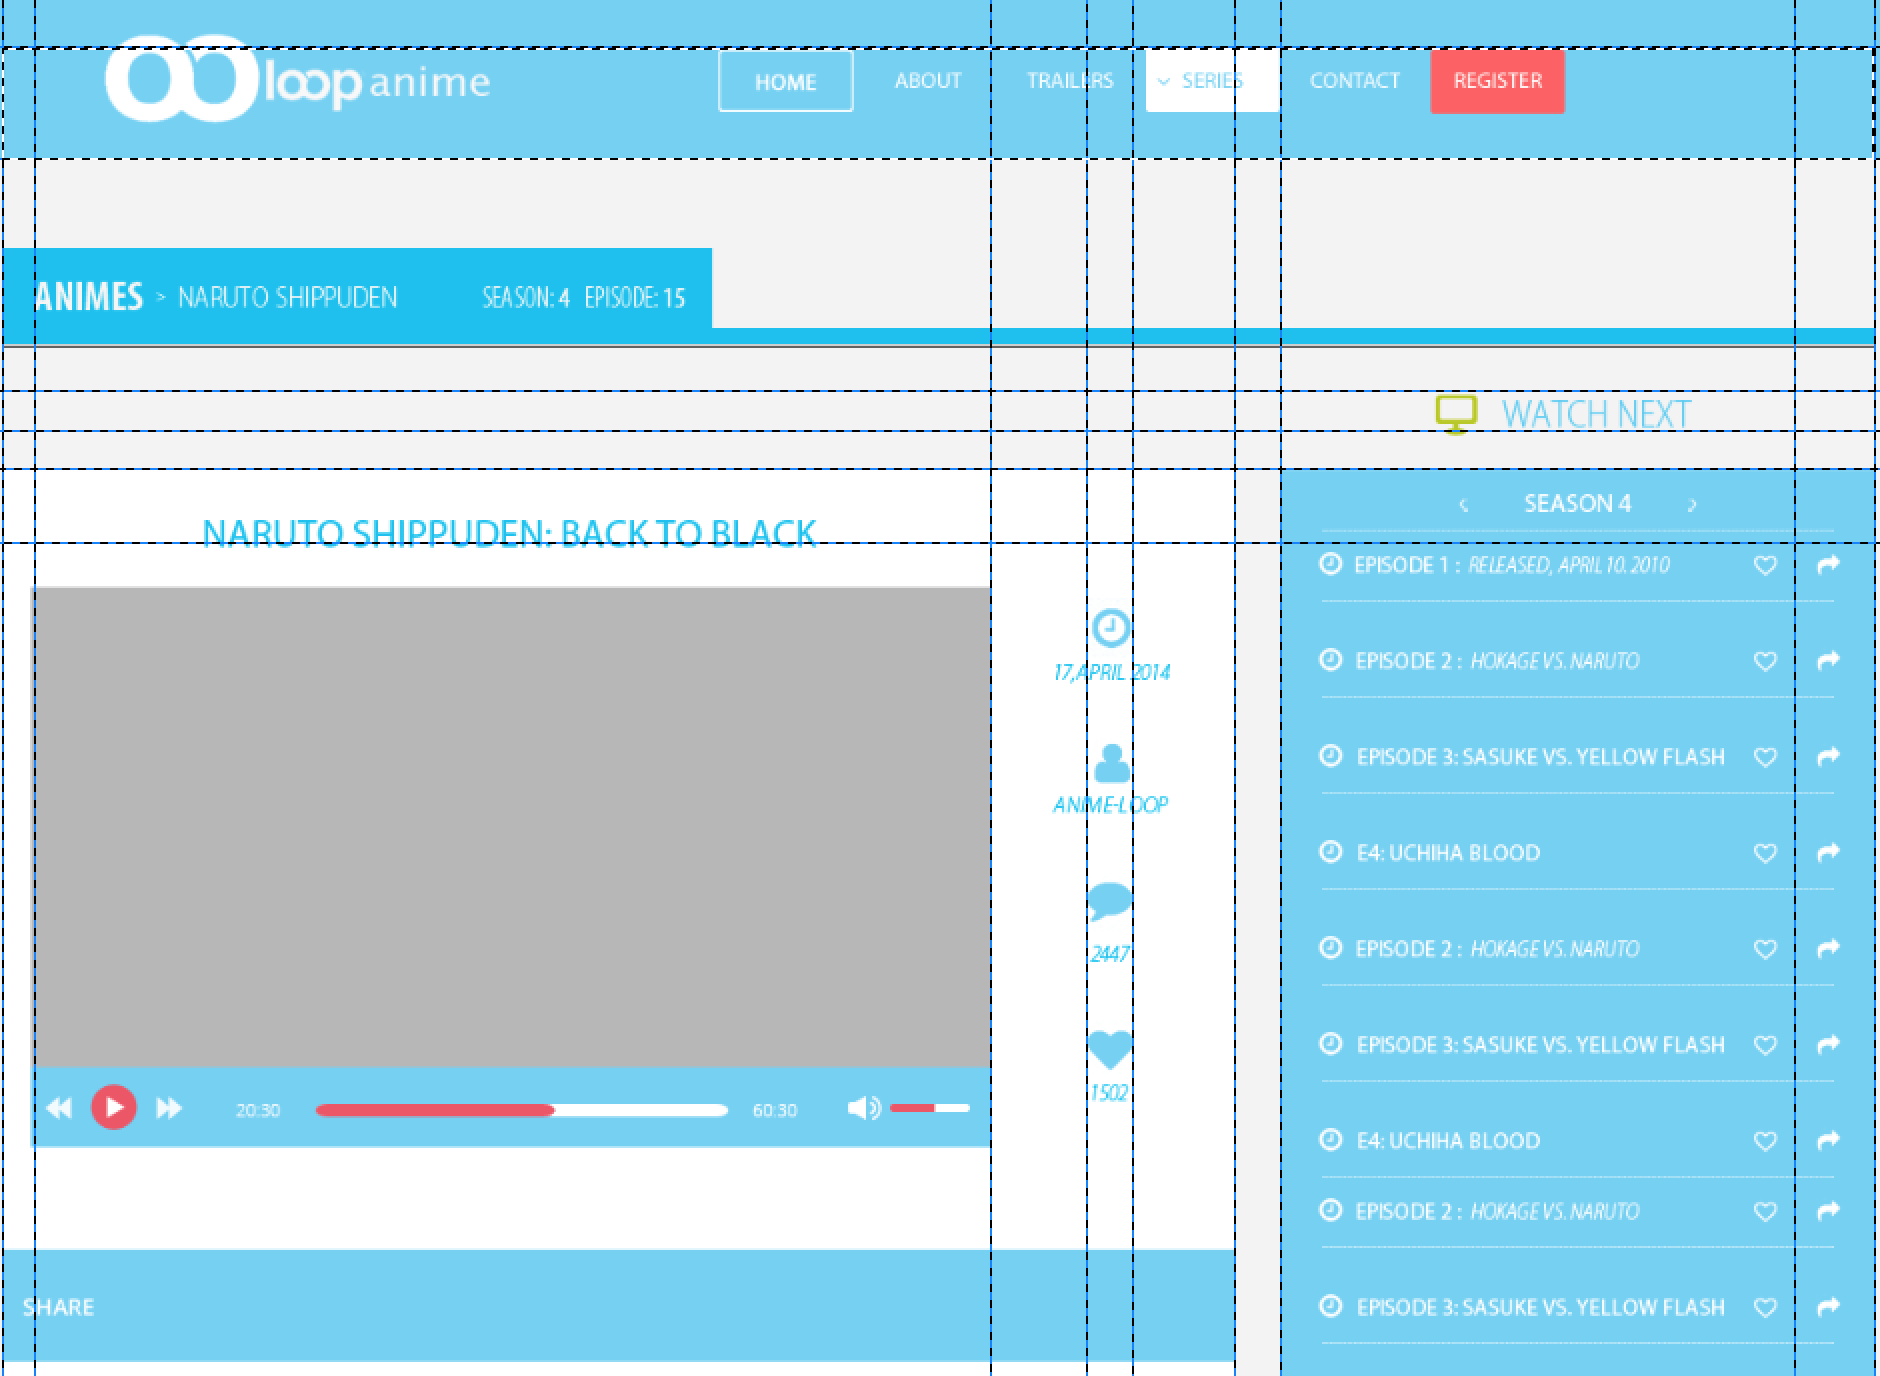 loop anime
HOME ABOUT TRAILERS SERIES CONTACT REGISTER
ANIMES > NARUTO SHIPPUDEN SEASON: 4 EPISODE: 15
WATCH NEXT
NARUTO SHIPPUDEN: BACK TO BLACK
17,APRIL 2014
ANIME-LOOP
2447
1502
20:30 60:30
SHARE
< SEASON 4 >
EPISODE 1 : RELEASED, APRIL 10. 2010
EPISODE 2 : HOKAGE VS. NARUTO
EPISODE 3: SASUKE VS. YELLOW FLASH
E4: UCHIHA BLOOD
EPISODE 2 : HOKAGE VS. NARUTO
EPISODE 3: SASUKE VS. YELLOW FLASH
E4: UCHIHA BLOOD
EPISODE 2 : HOKAGE VS. NARUTO
EPISODE 3: SASUKE VS. YELLOW FLASH